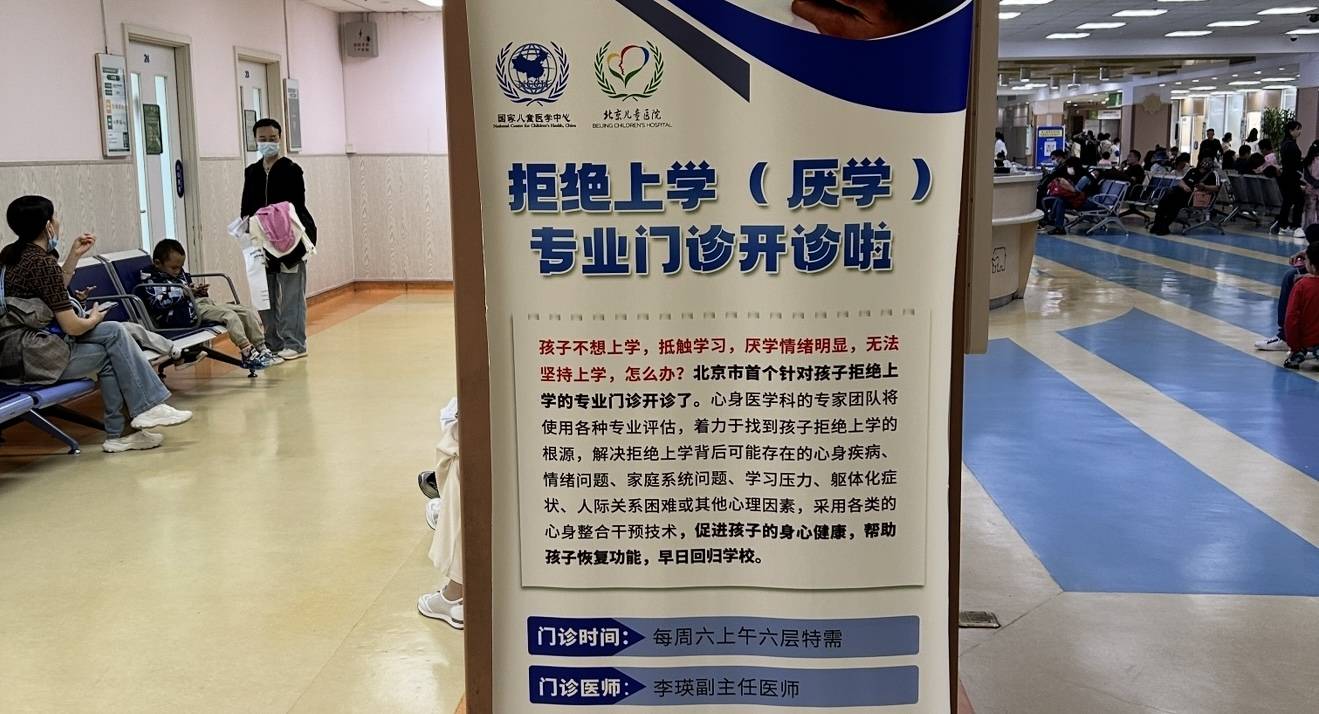 国家儿童医学中心
National Center for Children's Health, China
北京儿童医院
BEIJING CHILDREN'S HOSPITAL
拒绝上学（厌学）
专业门诊开诊啦
孩子不想上学，抵触学习，厌学情绪明显，无法
坚持上学，怎么办？北京市首个针对孩子拒绝上
学的专业门诊开诊了。心身医学科的专家团队将
使用各种专业评估，着力于找到孩子拒绝上学的
根源，解决拒绝上学背后可能存在的心身疾病、
情绪问题、家庭系统问题、学习压力、躯体化症
状、人际关系困难或其他心理因素，采用各类的
心身整合干预技术，促进孩子的身心健康，帮助
孩子恢复功能，早日回归学校。
门诊时间：每周六上午六层特需
门诊医师：李瑛副主任医师